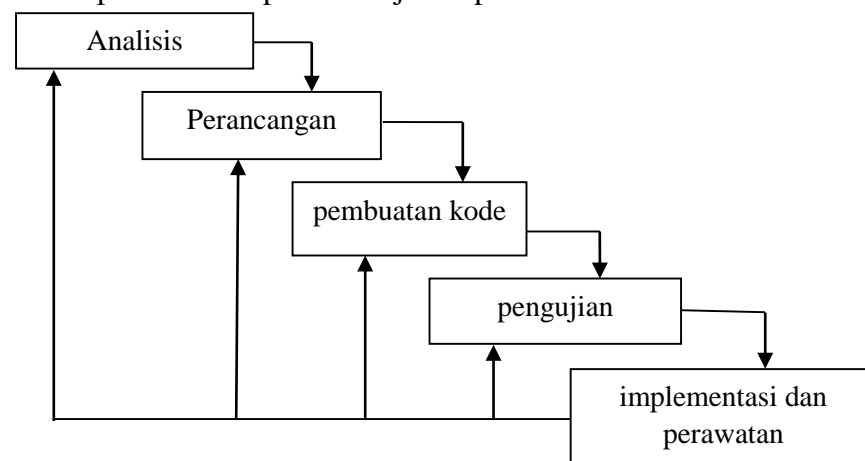 Analisis
Perancangan
pembuatan kode
pengujian
implementasi dan
perawatan